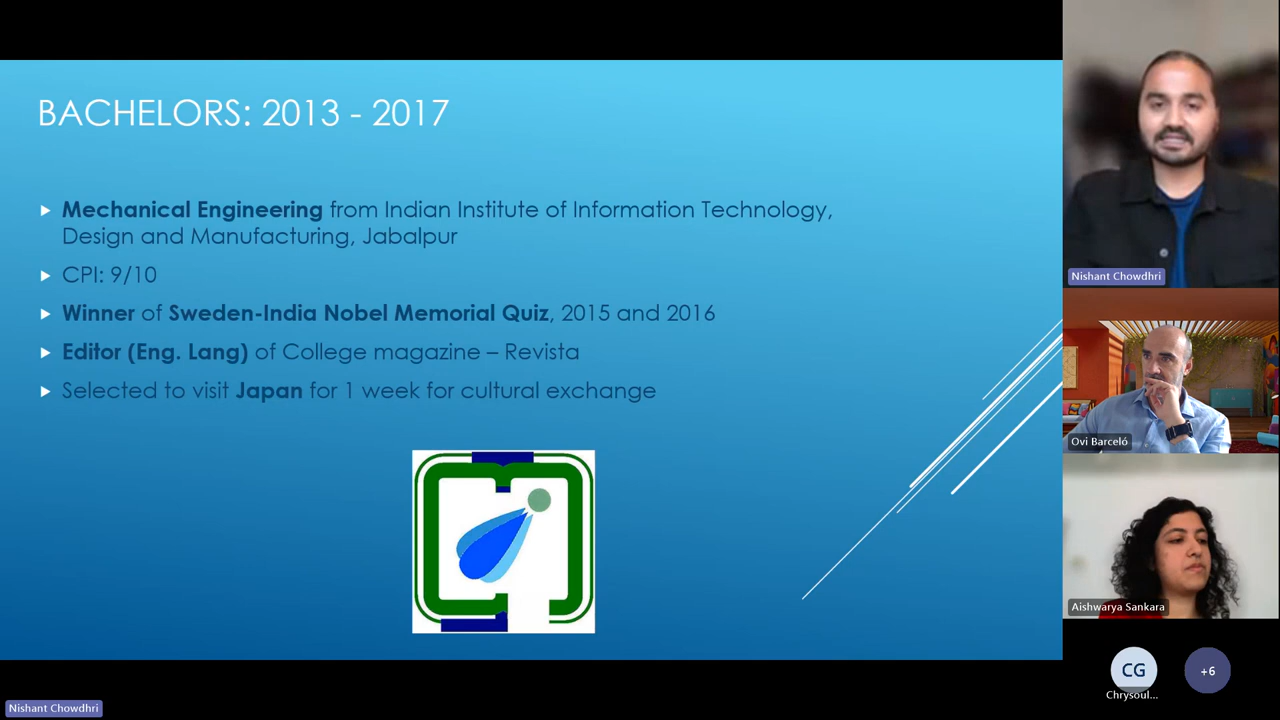 BACHELORS: 2013 - 2017
Mechanical Engineering from Indian Institute of Information Technology,
Design and Manufacturing, Jabalpur
CPI: 9/10
Winner of Sweden-India Nobel Memorial Quiz, 2015 and 2016
Editor (Eng. Lang) of College magazine – Revista
Selected to visit Japan for 1 week for cultural exchange
Nishant Chowdhri
Ovi Barceló
Aishwarya Sankara
CG
+6
Chrysoul...
Nishant Chowdhri